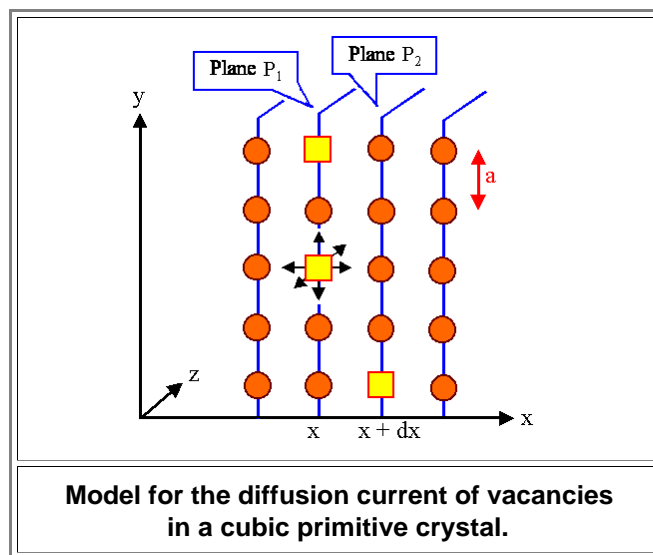 Plane P₁
Plane P₂
y
a
z
x
x + dx
x
Model for the diffusion current of vacancies
in a cubic primitive crystal.